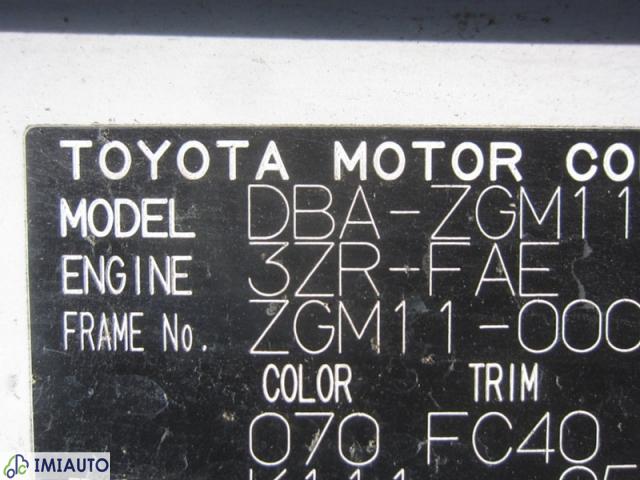 TOYOTA MOTOR CO
MODEL DBA-ZGM11
ENGINE 3ZR-FAE
FRAME No. ZGM11-000
COLOR TRIM
070 FC40
IMIAUTO